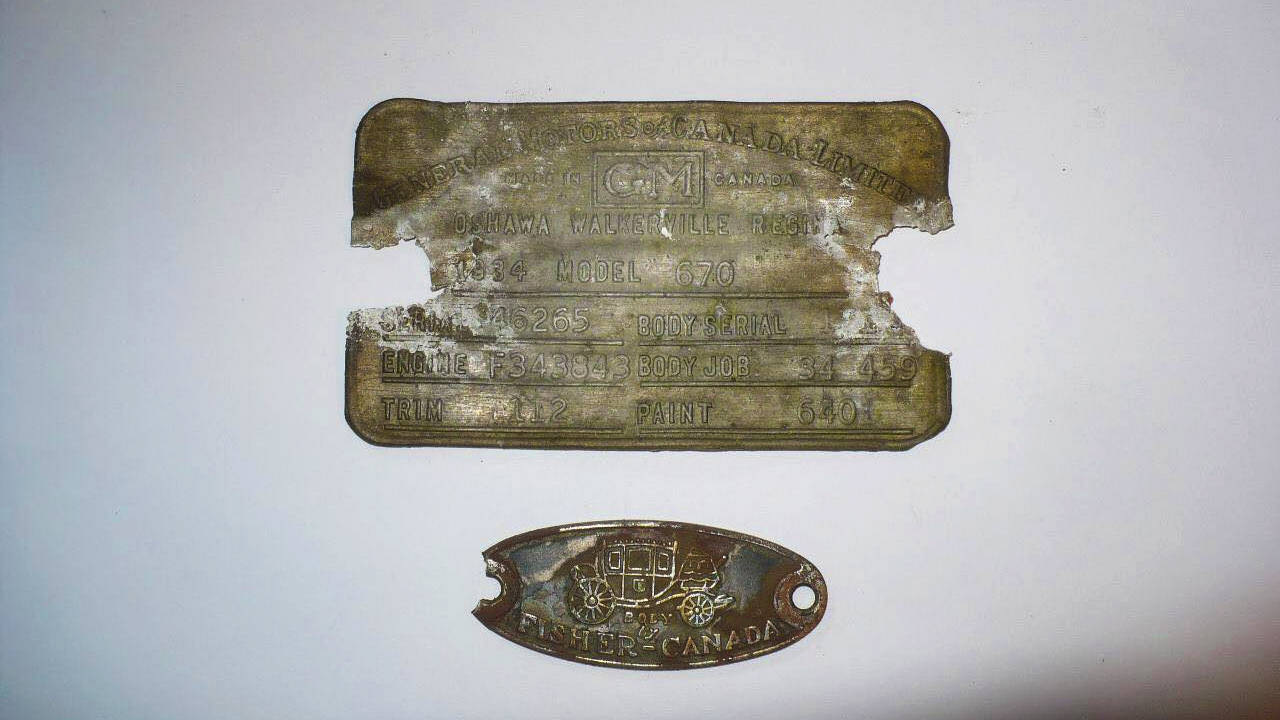 GENERAL MOTORS of CANADA LIMITED
MADE IN GM CANADA
OSHAWA WALKERVILLE REGINA
1934 MODEL 670
SERIAL 46265 BODY SERIAL
ENGINE F343843 BODY JOB. 34 459
TRIM 112 PAINT 640
BODY
by
FISHER-CANADA